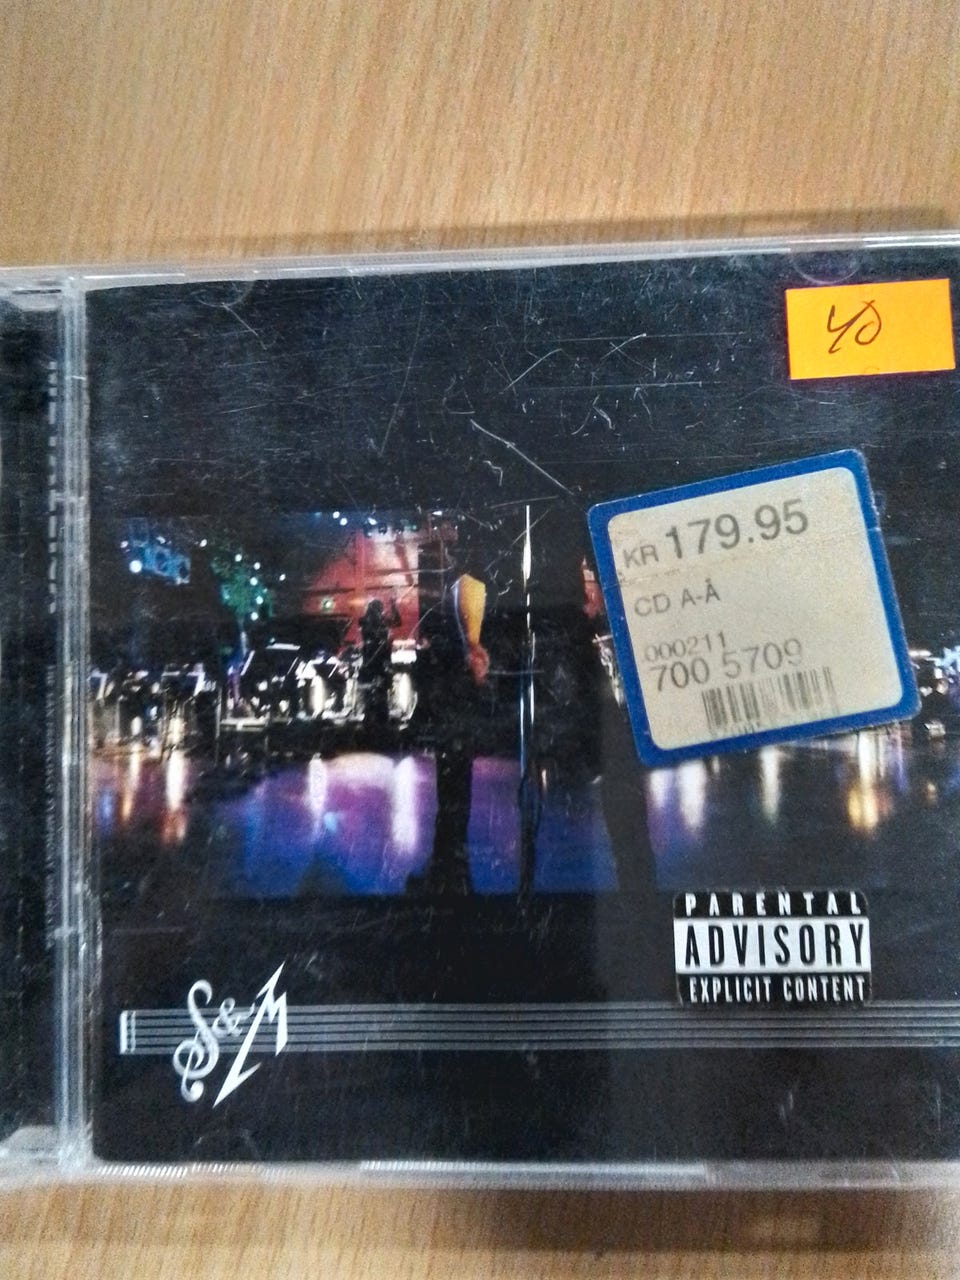 40
KR 179.95
CD A-Å
000211
700 5709
PARENTAL
ADVISORY
EXPLICIT CONTENT
S&M